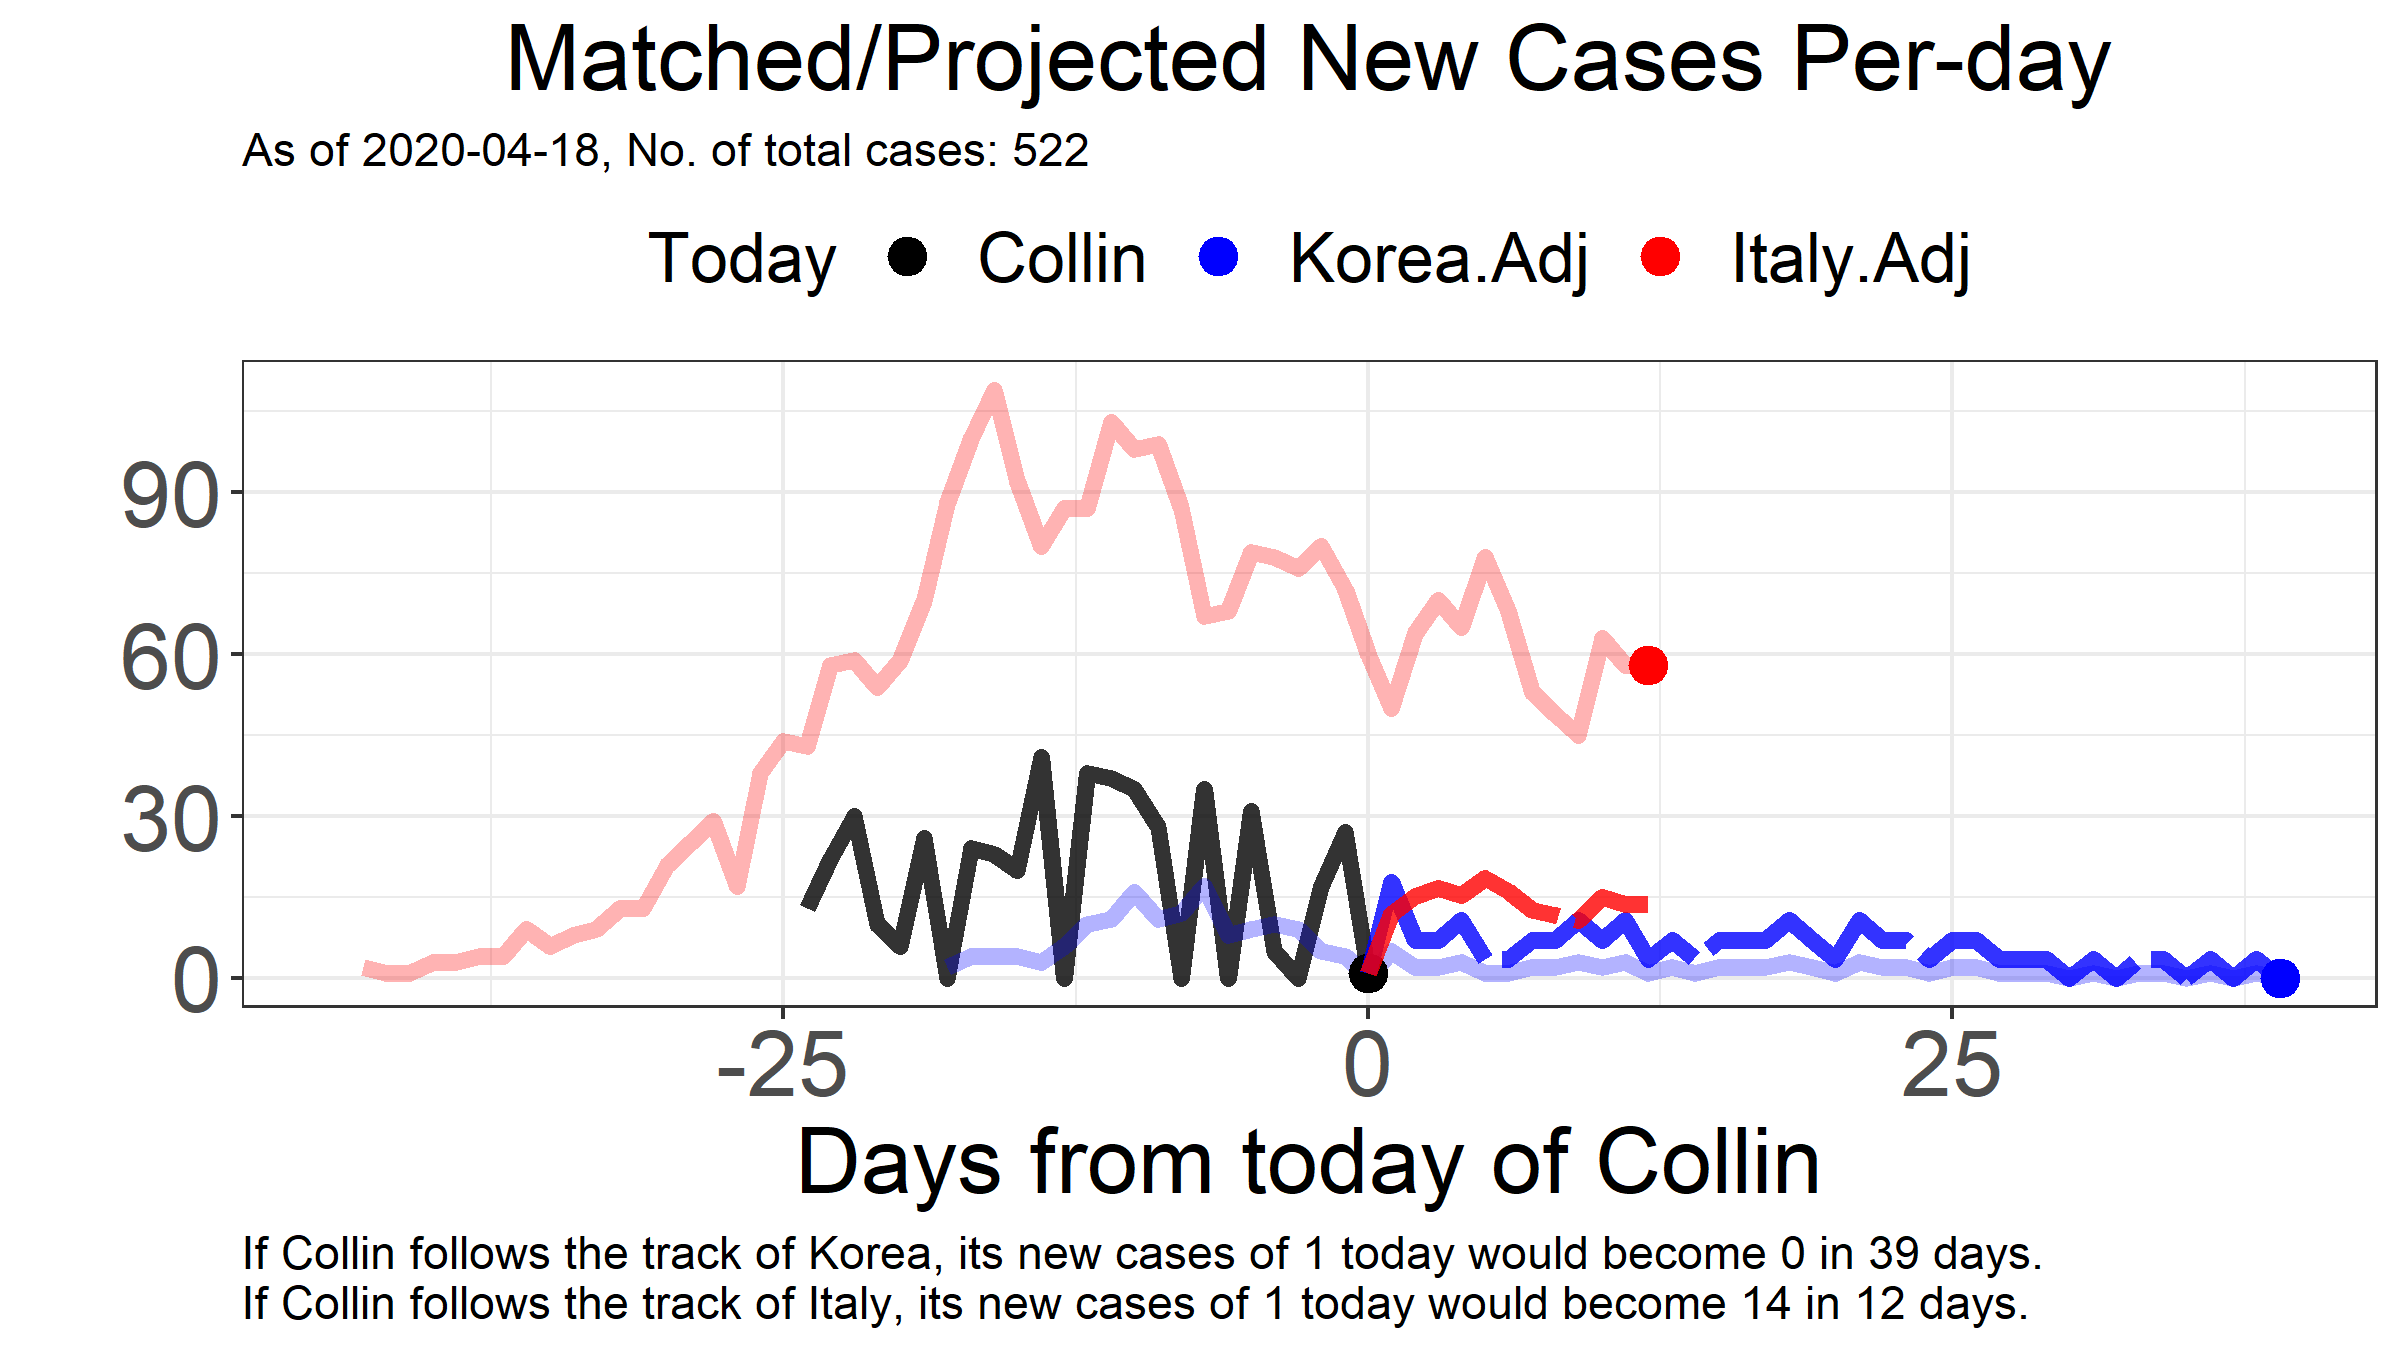 Matched/Projected New Cases Per-day
As of 2020-04-18, No. of total cases: 522
Today Collin Korea.Adj Italy.Adj
90
60
30
0
-25 0 25
Days from today of Collin
If Collin follows the track of Korea, its new cases of 1 today would become 0 in 39 days.
If Collin follows the track of Italy, its new cases of 1 today would become 14 in 12 days.